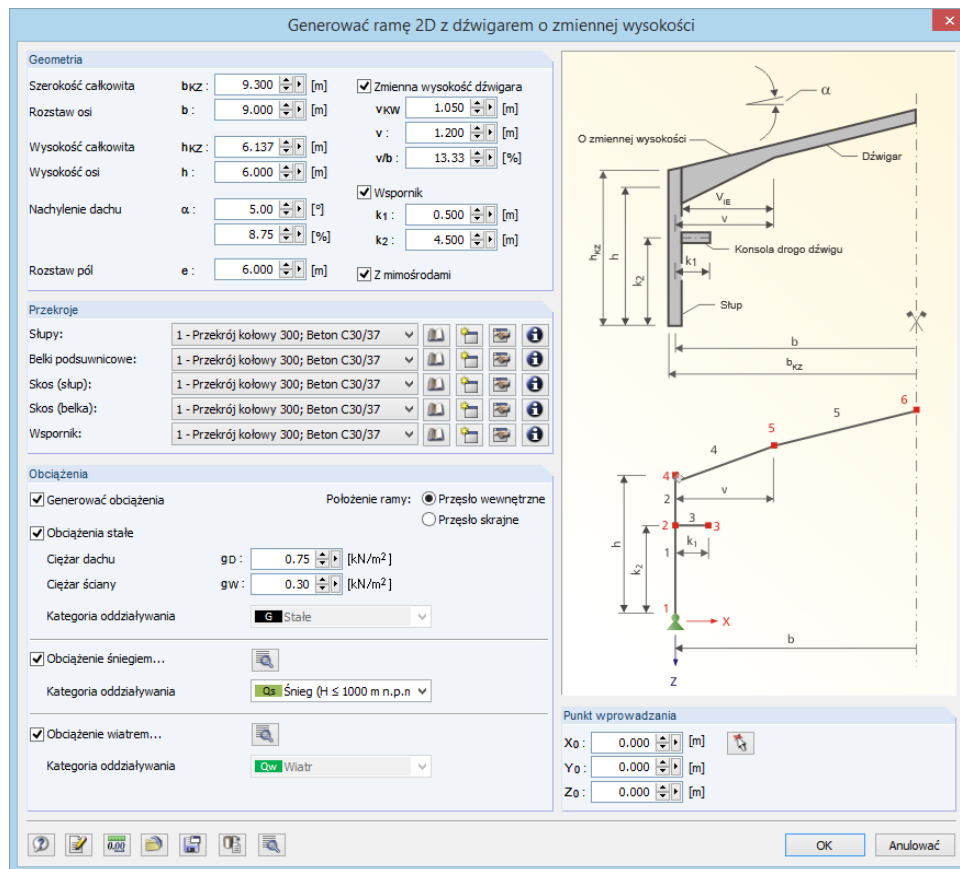 Generować ramę 2D z dźwigarem o zmiennej wysokości
Geometria
Szerokość całkowita bKZ : 9.300 [m]
Rozstaw osi b : 9.000 [m]
Wysokość całkowita hKZ : 6.137 [m]
Wysokość osi h : 6.000 [m]
Nachylenie dachu α : 5.00 [°]
8.75 [%]
Rozstaw pól e : 6.000 [m]
Zmienna wysokość dźwigara
vKW 1.050 [m]
v : 1.200 [m]
v/b : 13.33 [%]
Wspornik
k1 : 0.500 [m]
k2 : 4.500 [m]
Z mimośrodami
Przekroje
Słupy: 1 - Przekrój kołowy 300; Beton C30/37
Belki podsuwnicowe: 1 - Przekrój kołowy 300; Beton C30/37
Skos (słup): 1 - Przekrój kołowy 300; Beton C30/37
Skos (belka): 1 - Przekrój kołowy 300; Beton C30/37
Wspornik: 1 - Przekrój kołowy 300; Beton C30/37
Obciążenia
Generować obciążenia
Położenie ramy: Przęsło wewnętrzne
Przęsło skrajne
Obciążenia stałe
Ciężar dachu gD : 0.75 [kN/m²]
Ciężar ściany gW : 0.30 [kN/m²]
Kategoria oddziaływania G Stałe
Obciążenie śniegiem...
Kategoria oddziaływania Qs Śnieg (H ≤ 1000 m n.p.n
Obciążenie wiatrem...
Kategoria oddziaływania Qw Wiatr
α
O zmiennej wysokości
Dźwigar
VIE
v
Konsola drogo dźwigu
k1
hKZ
h
k2
Słup
b
bKZ
6
5
5
4
4
2
v
3
2
3
k1
h
k2
1
1
X
b
Z
Punkt wprowadzania
X0 : 0.000 [m]
Y0 : 0.000 [m]
Z0 : 0.000 [m]
0.00
OK
Anulować